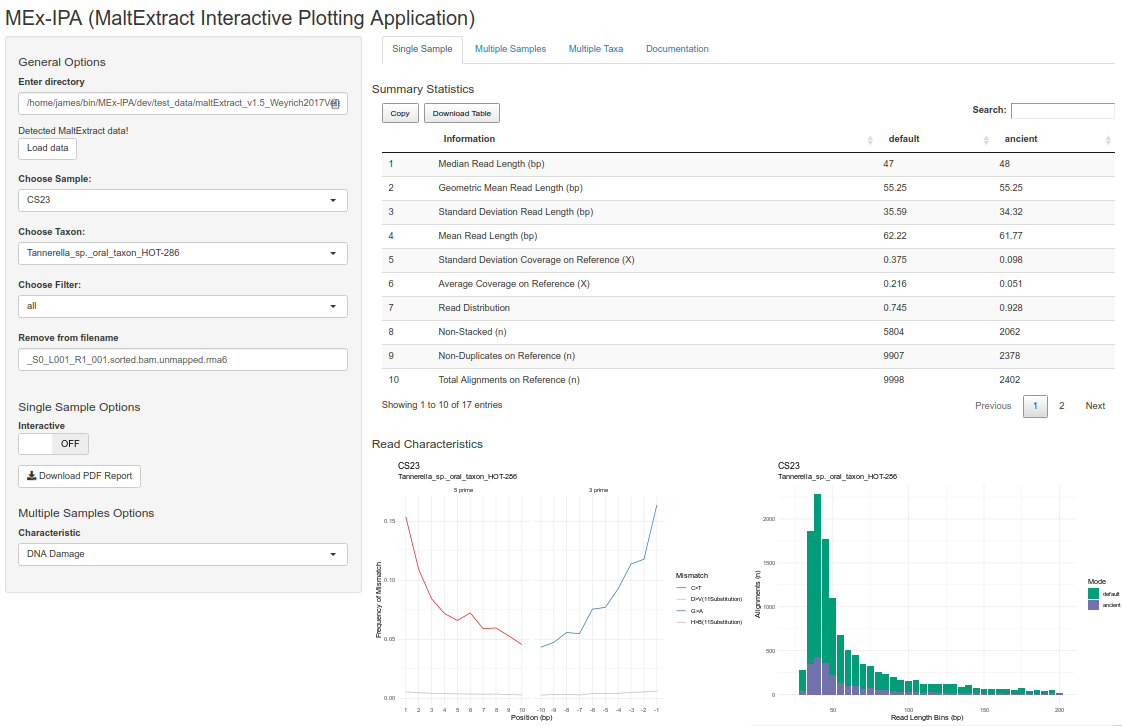 MEx-IPA (MaltExtract Interactive Plotting Application)
General Options
Enter directory
Detected MaltExtract data!
Load data
Choose Sample:
CS23
Choose Taxon:
Tannerella_sp._oral_taxon_HOT-286
Choose Filter:
all
Remove from filename
_S0_L001_R1_001.sorted.bam.unmapped.rma6
Single Sample Options
Interactive
OFF
Download PDF Report
Multiple Samples Options
Characteristic
DNA Damage
Single Sample Multiple Samples Multiple Taxa Documentation
Summary Statistics
Copy Download Table Search:
Information default ancient
1 Median Read Length (bp) 47 48
2 Geometric Mean Read Length (bp) 55.25 55.25
3 Standard Deviation Read Length (bp) 35.59 34.32
4 Mean Read Length (bp) 62.22 61.77
5 Standard Deviation Coverage on Reference (X) 0.375 0.098
6 Average Coverage on Reference (X) 0.216 0.051
7 Read Distribution 0.745 0.928
8 Non-Stacked (n) 5804 2062
9 Non-Duplicates on Reference (n) 9907 2378
10 Total Alignments on Reference (n) 9998 2402
Showing 1 to 10 of 17 entries Previous 1 2 Next
Read Characteristics
CS23
Tannerella_sp._oral_taxon_HOT-286
5 prime 3 prime
0.15
0.10
0.05
0.00
Frequency of Mismatch
1 2 3 4 5 6 7 8 9 10 -10 -9 -8 -7 -6 -5 -4 -3 -2 -1
Position (bp)
Mismatch
C>T
D>V(11Substitution)
G>A
H>B(11Substitution)
CS23
Tannerella_sp._oral_taxon_HOT-286
2000
1500
1000
500
0
Alignments (n)
50 100 150 200
Read Length Bins (bp)
Mode
default
ancient